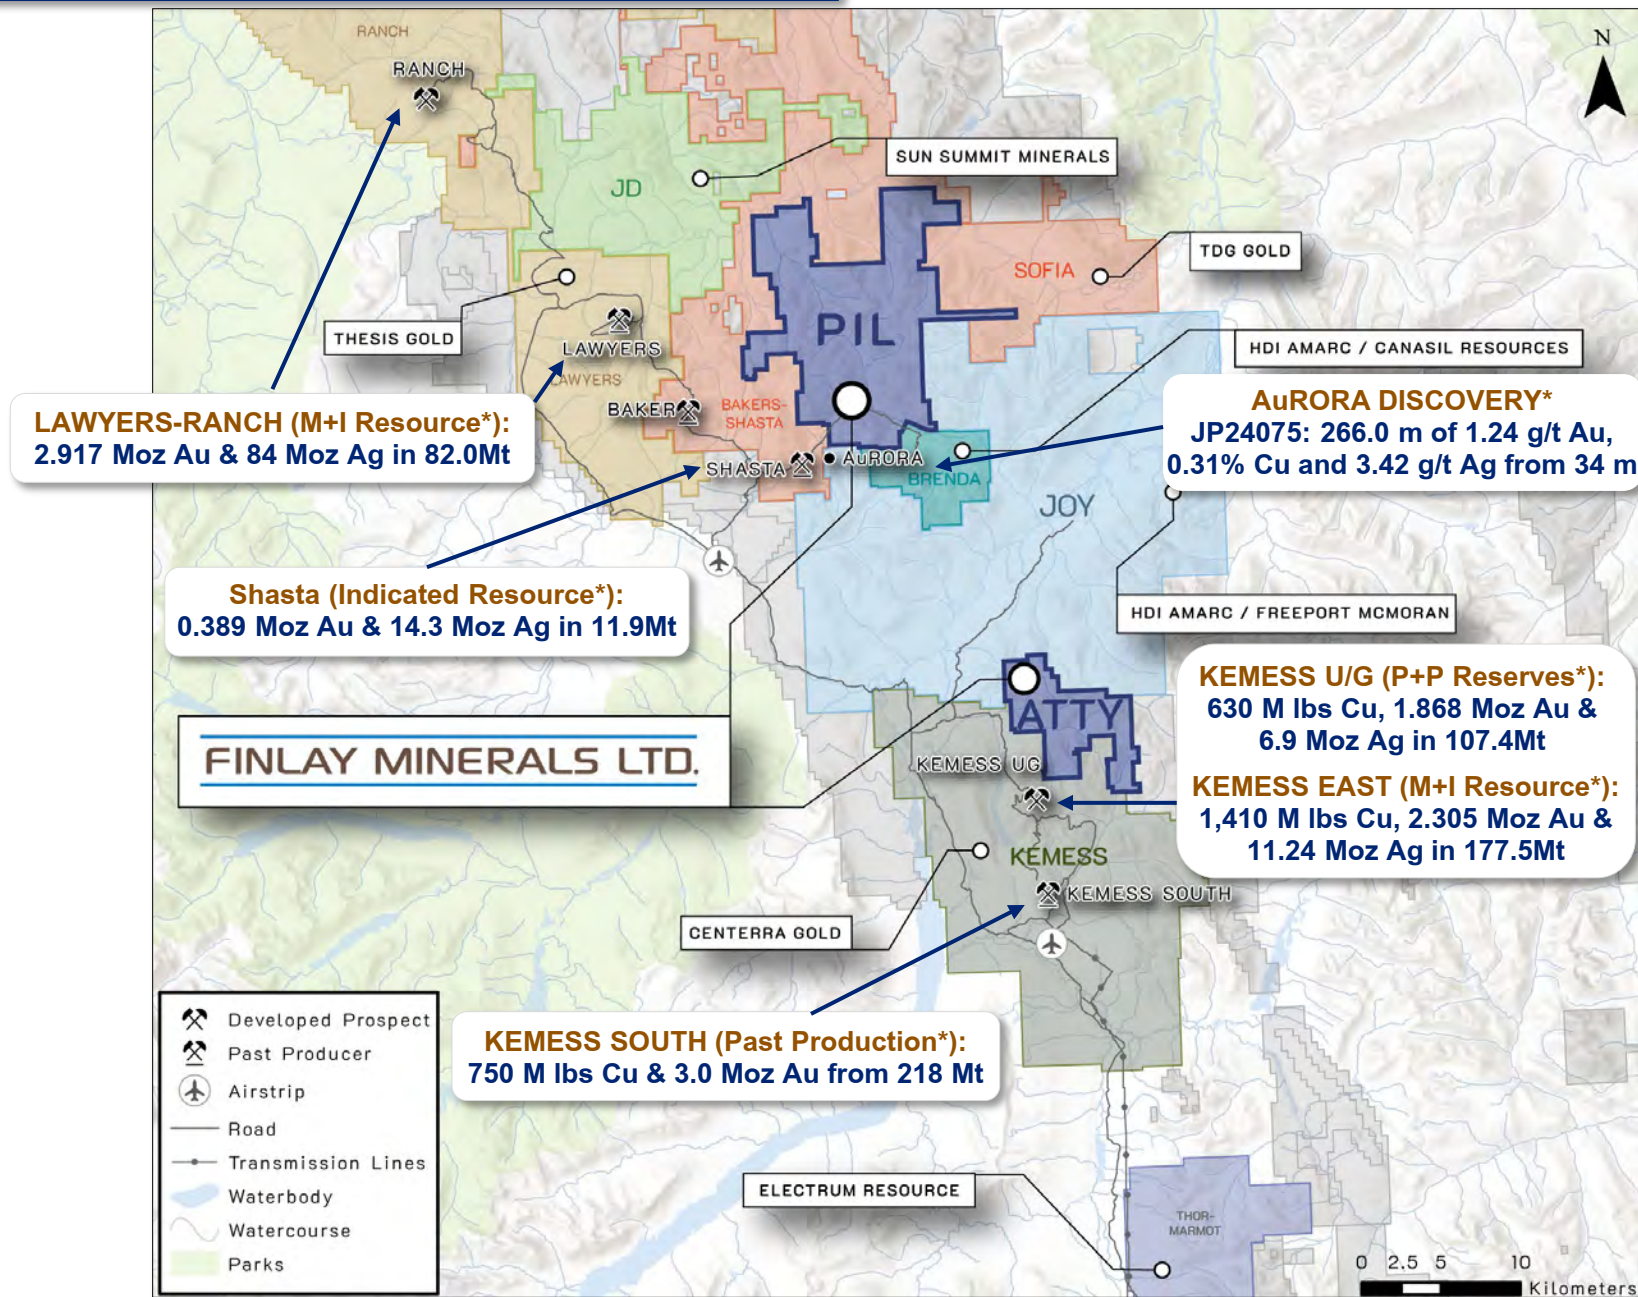 RANCH
RANCH
N
SUN SUMMIT MINERALS
JD
TDG GOLD
SOFIA
THESIS GOLD
PIL
LAWYERS
LAWYERS
HDI AMARC / CANASIL RESOURCES
LAWYERS-RANCH (M+I Resource*):
2.917 Moz Au & 84 Moz Ag in 82.0Mt
BAKER
BAKERS-
SHASTA
AuRORA DISCOVERY*
JP24075: 266.0 m of 1.24 g/t Au,
0.31% Cu and 3.42 g/t Ag from 34 m
SHASTA
AuRORA
BRENDA
JOY
Shasta (Indicated Resource*):
0.389 Moz Au & 14.3 Moz Ag in 11.9Mt
HDI AMARC / FREEPORT MCMORAN
FINLAY MINERALS LTD.
ATTY
KEMESS U/G (P+P Reserves*):
630 M lbs Cu, 1.868 Moz Au &
6.9 Moz Ag in 107.4Mt
KEMESS EAST (M+I Resource*):
1,410 M lbs Cu, 2.305 Moz Au &
11.24 Moz Ag in 177.5Mt
KEMESS UG
KEMESS
KEMESS SOUTH
CENTERRA GOLD
KEMESS SOUTH (Past Production*):
750 M lbs Cu & 3.0 Moz Au from 218 Mt
Developed Prospect
Past Producer
Airstrip
Road
Transmission Lines
Waterbody
Watercourse
Parks
ELECTRUM RESOURCE
THOR-
MARMOT
0 2.5 5 10
Kilometers